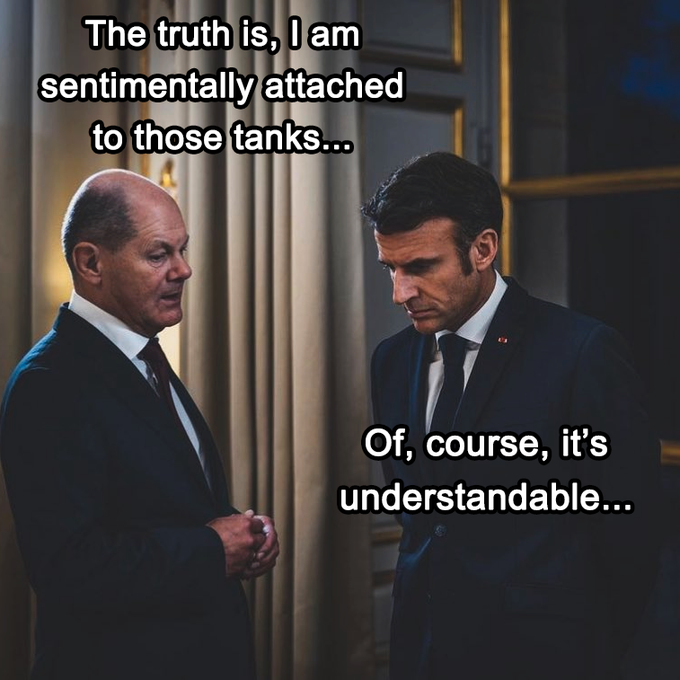 The truth is, I am
sentimentally attached
to those tanks...
Of, course, it’s
understandable...